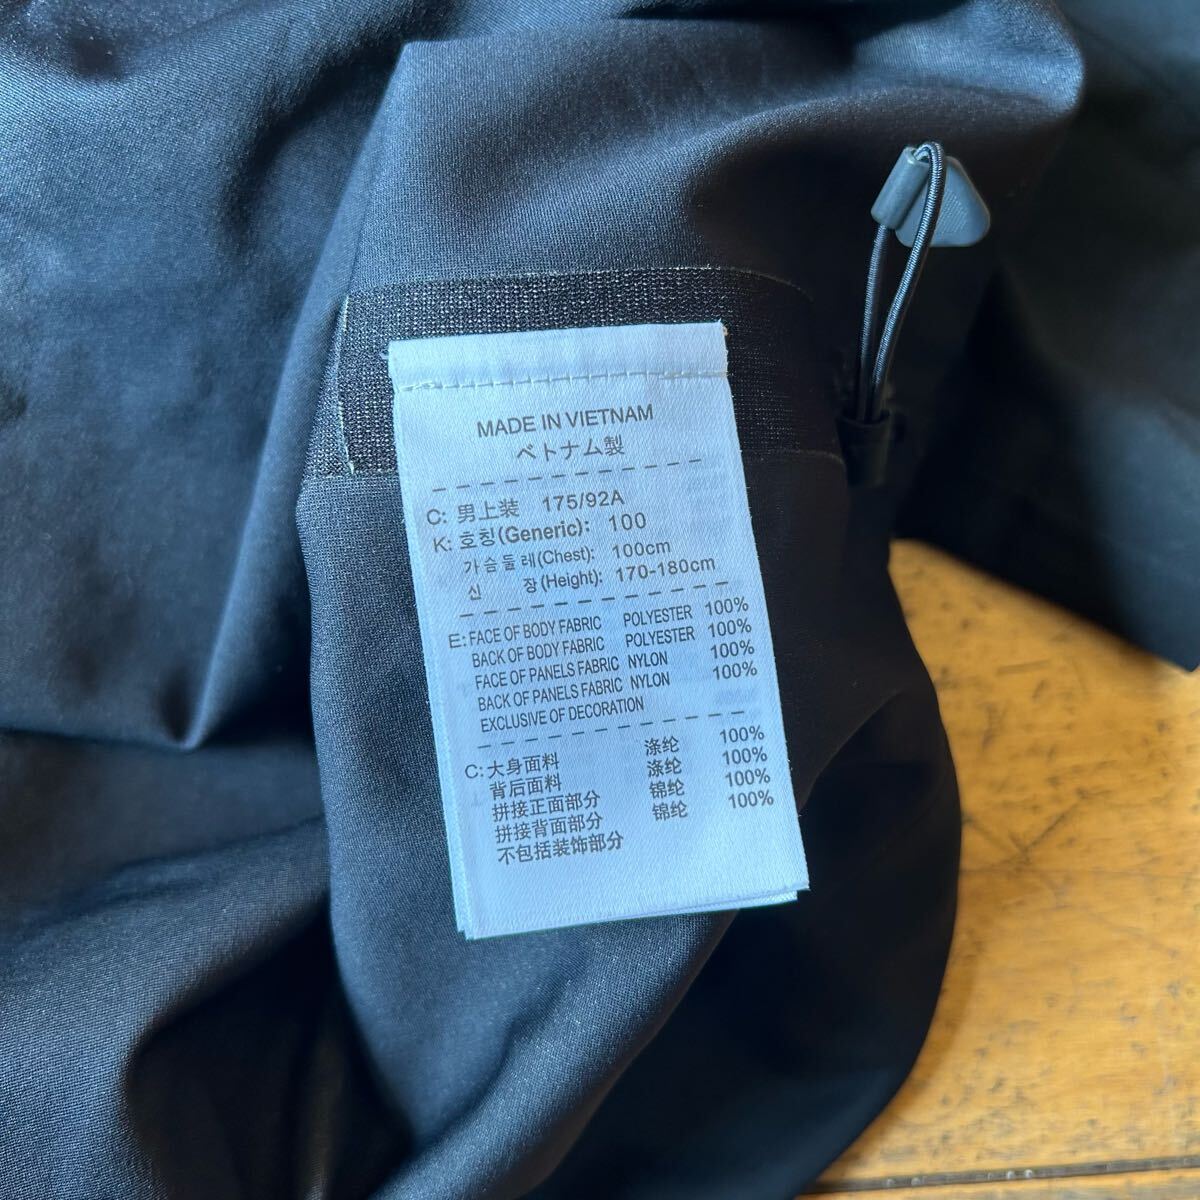 MADE IN VIETNAM
ベトナム製
C: 男上装 175/92A
K: 호칭(Generic): 100
가슴둘레(Chest): 100cm
신 장(Height): 170-180cm
E: FACE OF BODY FABRIC POLYESTER 100%
BACK OF BODY FABRIC POLYESTER 100%
FACE OF PANELS FABRIC NYLON 100%
BACK OF PANELS FABRIC NYLON 100%
EXCLUSIVE OF DECORATION
C: 大身面料 涤纶 100%
背后面料 涤纶 100%
拼接正面部分 锦纶 100%
拼接背面部分 锦纶 100%
不包括装饰部分